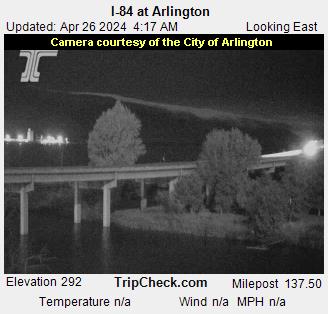 I-84 at Arlington
Updated: Apr 26 2024 4:17 AM Looking East
Camera courtesy of the City of Arlington
Elevation 292 TripCheck.com Milepost 137.50
Temperature n/a Wind n/a MPH n/a